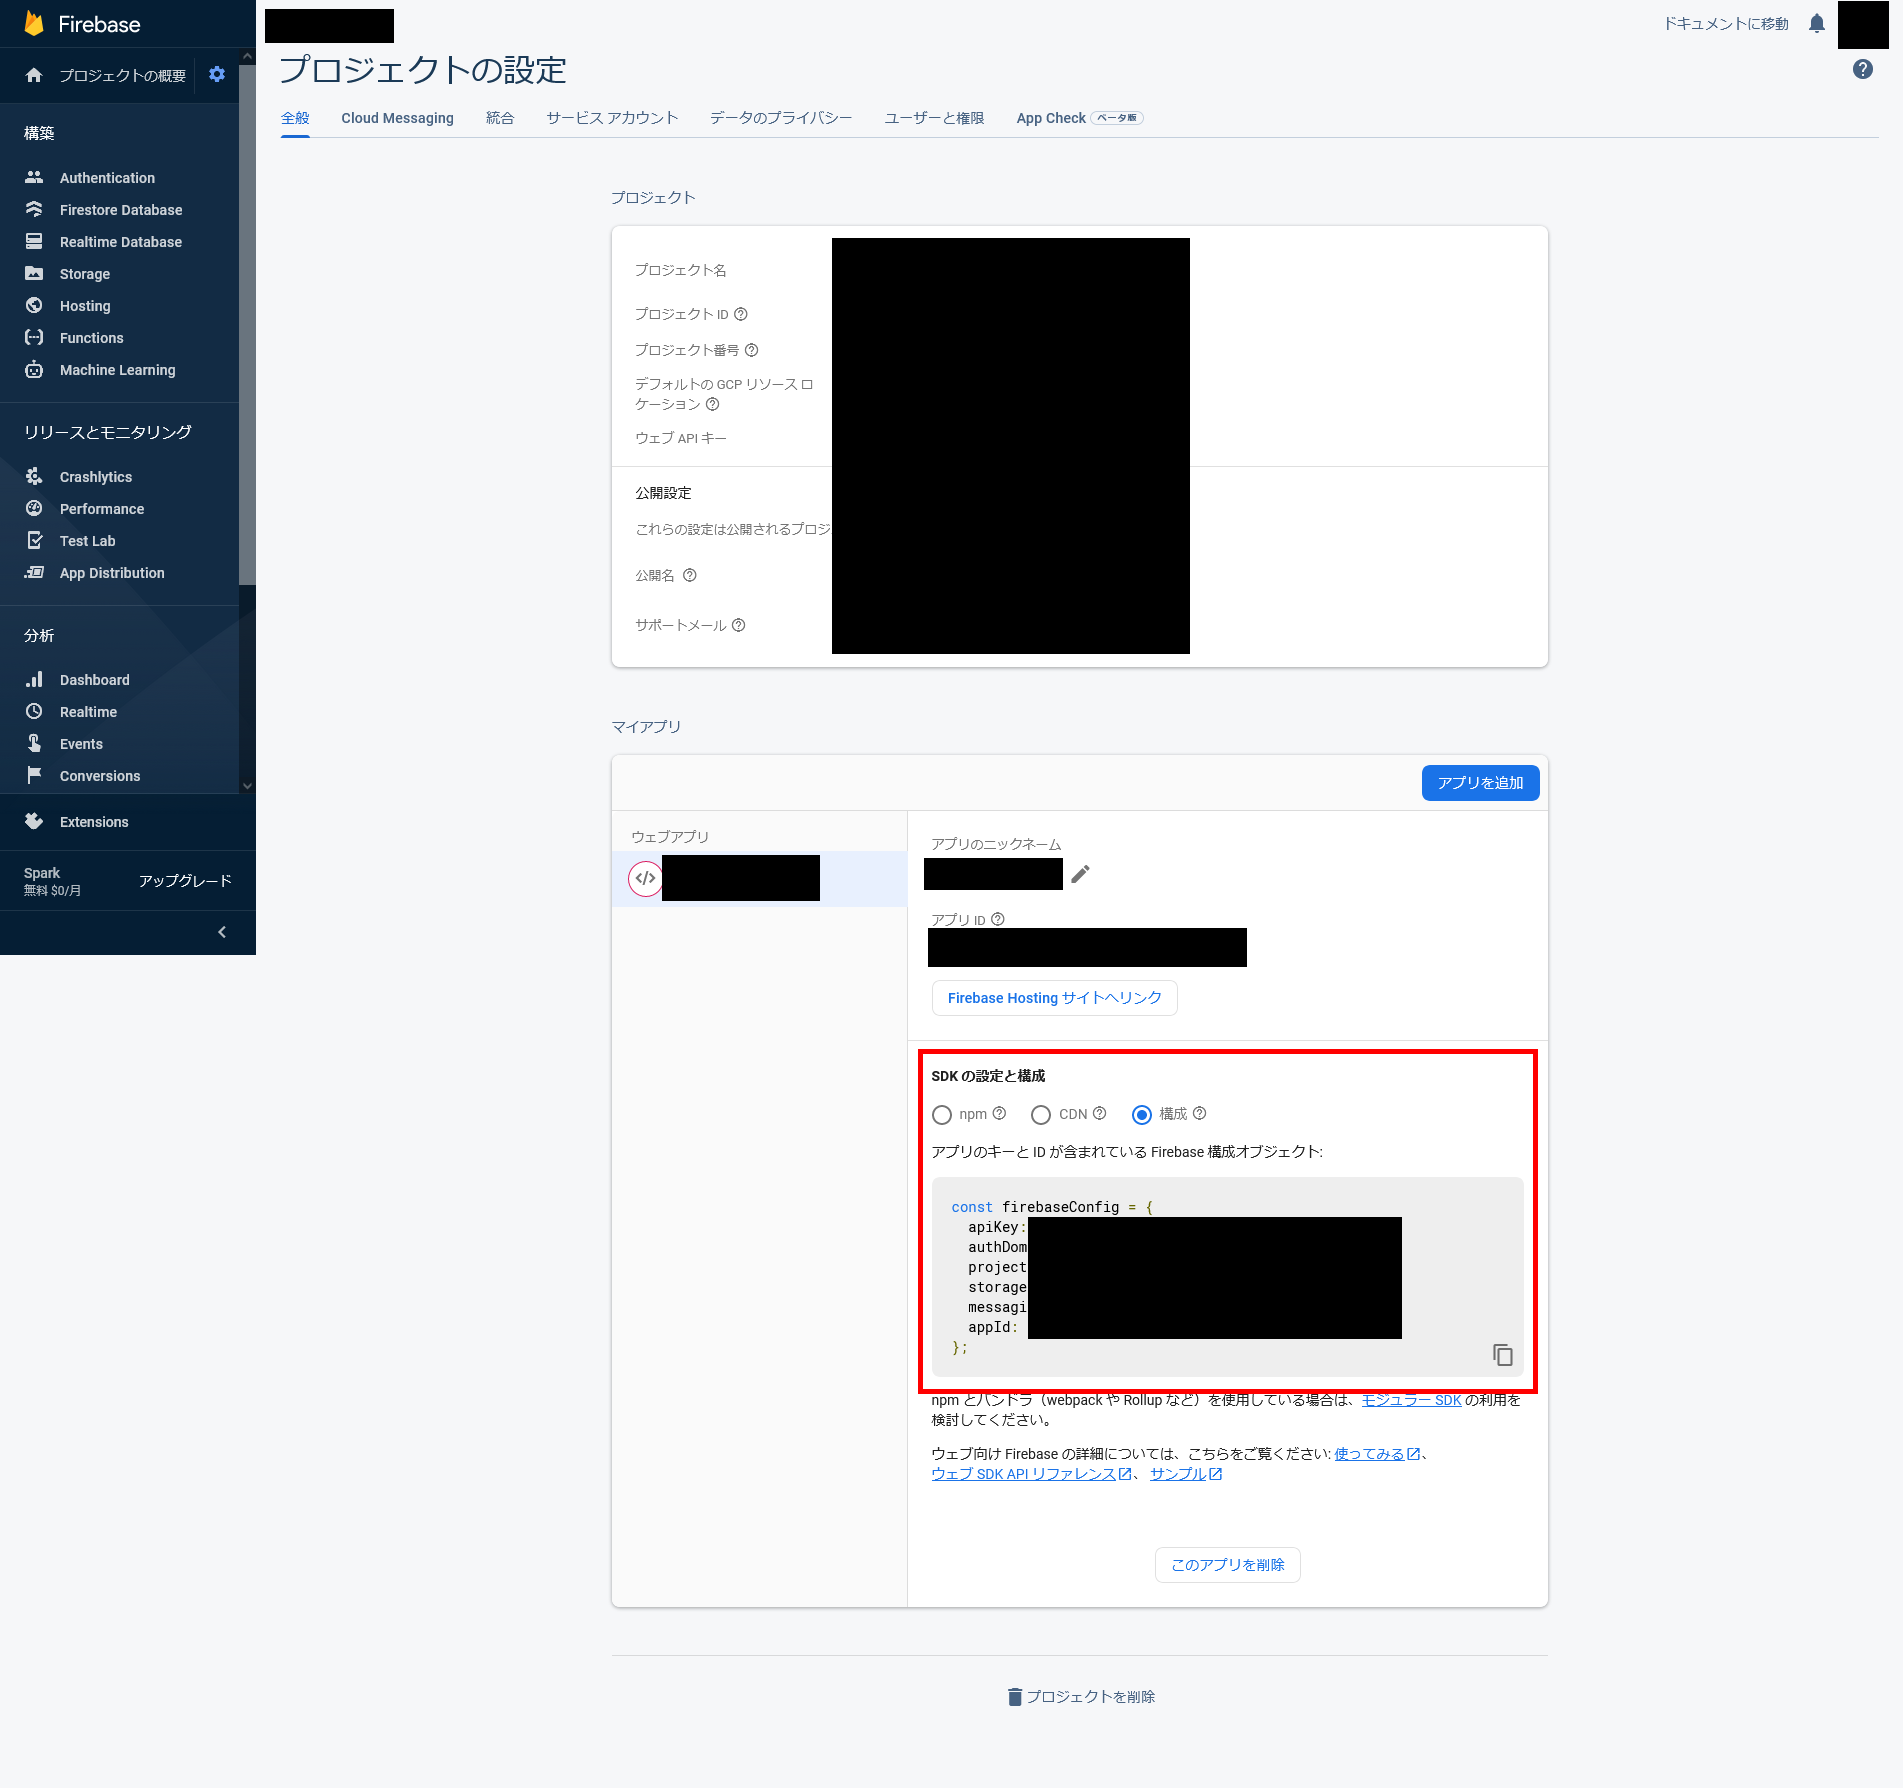 Firebase
プロジェクトの概要
構築
Authentication
Firestore Database
Realtime Database
Storage
Hosting
Functions
Machine Learning
リリースとモニタリング
Crashlytics
Performance
Test Lab
App Distribution
分析
Dashboard
Realtime
Events
Conversions
Extensions
Spark
無料 $0/月
アップグレード
ドキュメントに移動
プロジェクトの設定
全般 Cloud Messaging 統合 サービス アカウント データのプライバシー ユーザーと権限 App Check ベータ版
プロジェクト
プロジェクト名
プロジェクト ID
プロジェクト番号
デフォルトの GCP リソース ロ
ケーション
ウェブ API キー
公開設定
これらの設定は公開されるプロジ
公開名
サポートメール
マイアプリ
アプリを追加
ウェブアプリ
アプリのニックネーム
アプリ ID
Firebase Hosting サイトへリンク
SDK の設定と構成
npm CDN 構成
アプリのキーと ID が含まれている Firebase 構成オブジェクト:
const firebaseConfig = {
apiKey:
authDom
project
storage
messagi
appId:
};
npm とバンドラ（webpack や Rollup など）を使用している場合は、モジュラー SDK の利用を
検討してください。
ウェブ向け Firebase の詳細については、こちらをご覧ください: 使ってみる、
ウェブ SDK API リファレンス、 サンプル
このアプリを削除
プロジェクトを削除